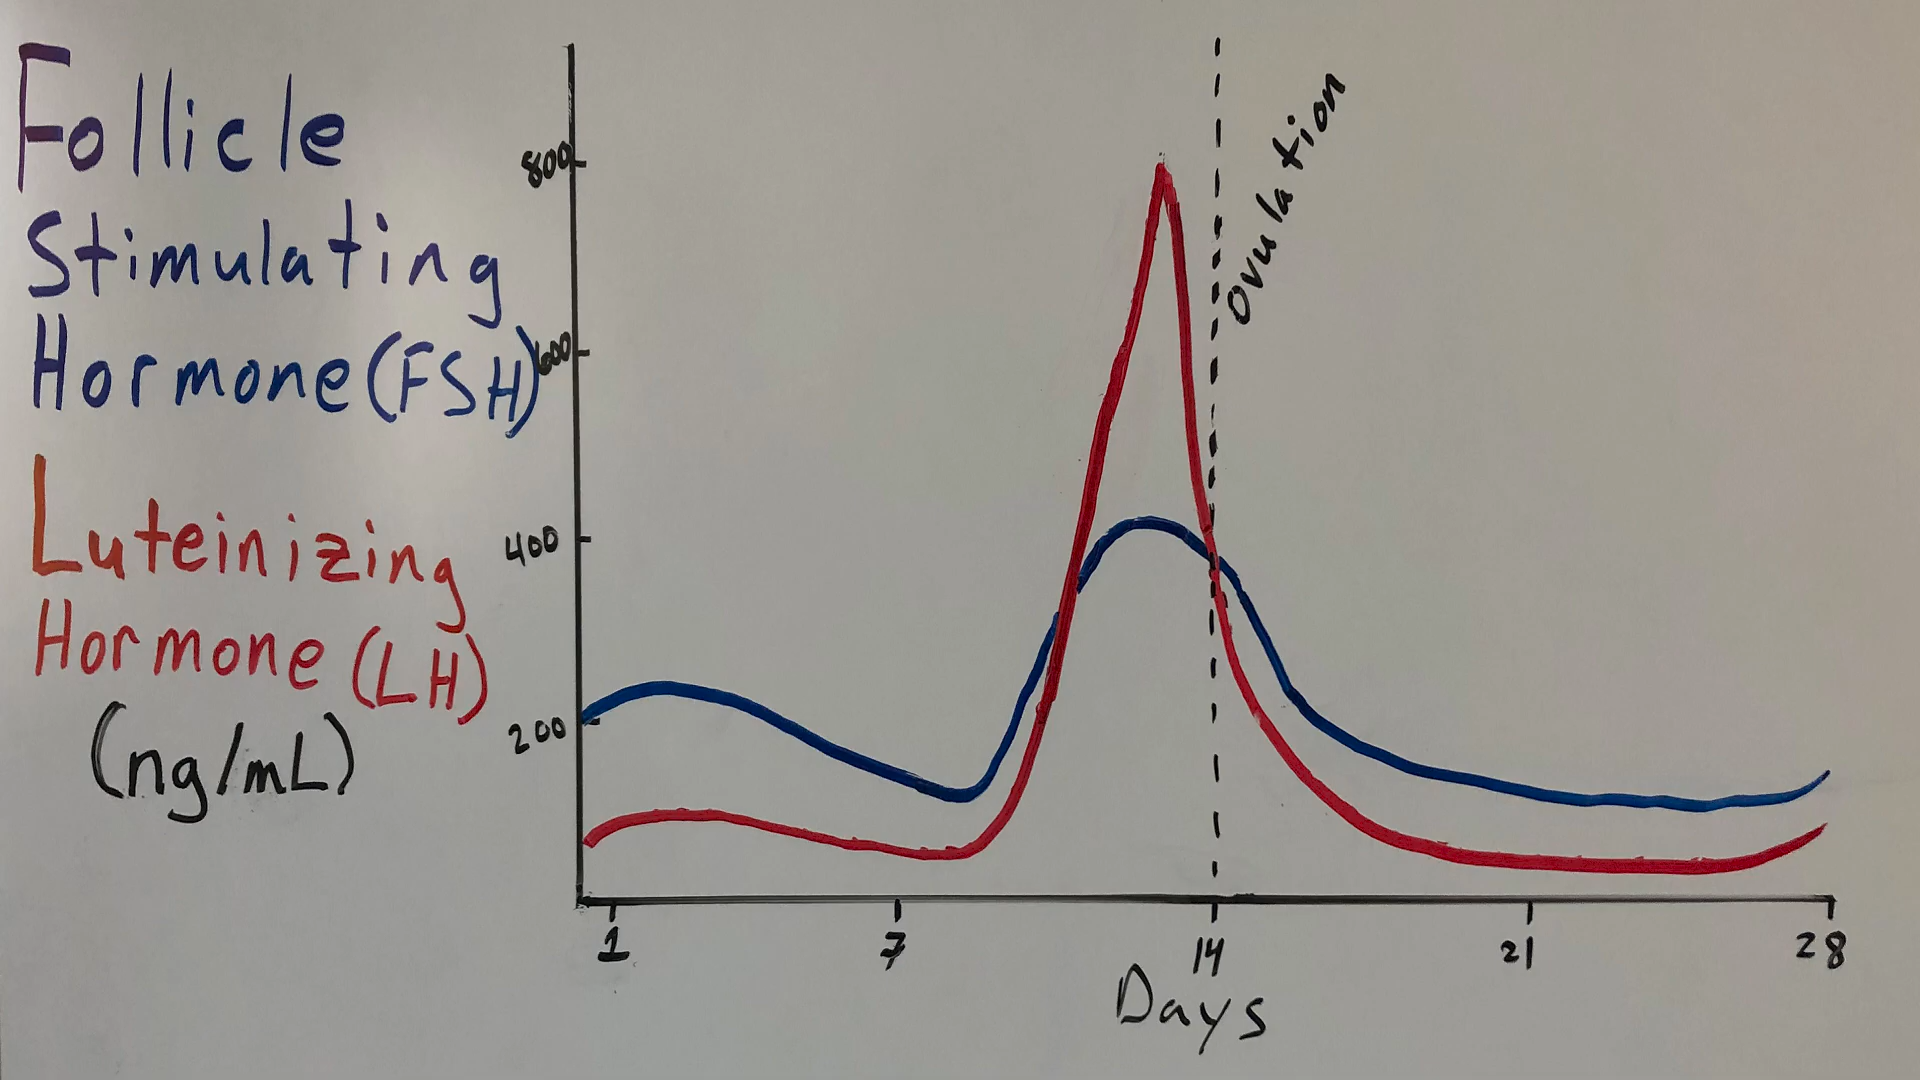 Follicle
Stimulating
Hormone (FSH)
Luteinizing
Hormone (LH)
(ng/mL)
800
600
400
200
Ovulation
1 7 14 21 28
Days